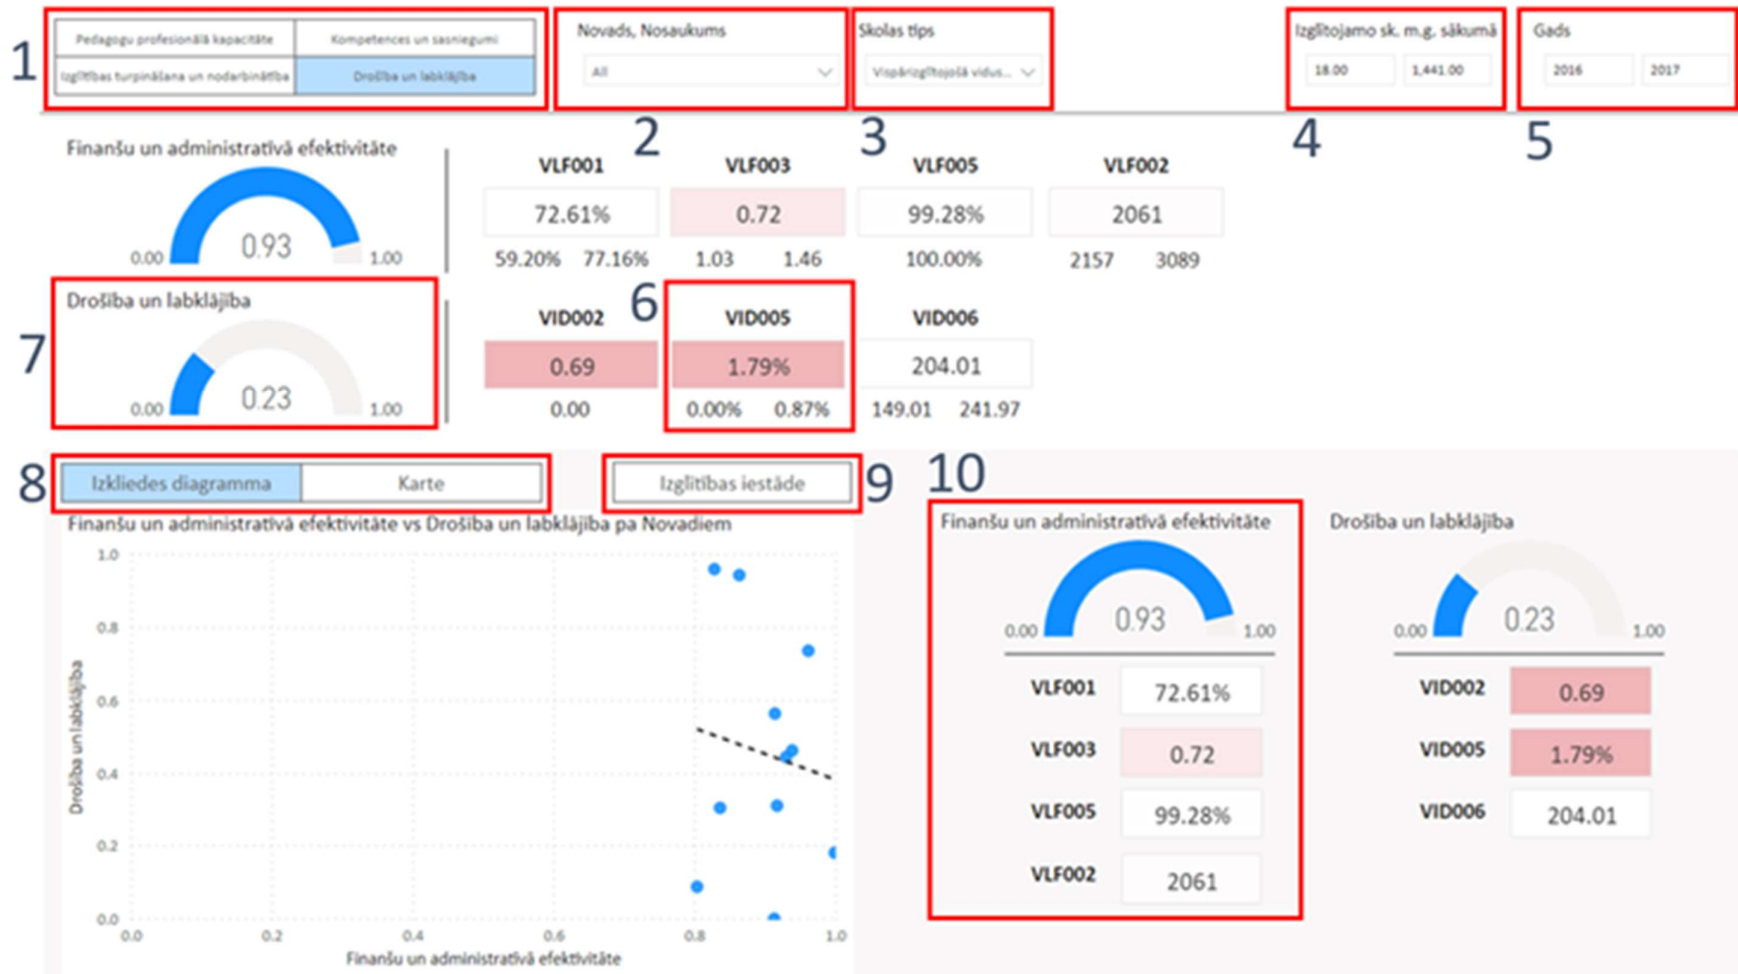 1
Pedagogu profesionālā kapacitāte
Kompetences un sasniegumi
Izglītības turpināšana un nodarbinātība
Drošība un labklājība
Novads, Nosaukums
All
2
Skolas tips
Vispārizglītojošā vidus...
3
Izglītojamo sk. m.g. sākumā
18.00 1,441.00
4
Gads
2016 2017
5
Finanšu un administratīvā efektivitāte
0.93
0.00 1.00
VLF001 VLF003 VLF005 VLF002
72.61% 0.72 99.28% 2061
59.20% 77.16% 1.03 1.46 100.00% 2157 3089
7
Drošība un labklājība
0.23
0.00 1.00
6
VID002 VID005 VID006
0.69 1.79% 204.01
0.00 0.00% 0.87% 149.01 241.97
8
Izkliedes diagramma Karte
Izglītības iestāde
9
10
Finanšu un administratīvā efektivitāte vs Drošība un labklājība pa Novadiem
1.0
0.8
0.6
0.4
0.2
0.0
Drošība un labklājība
0.0 0.2 0.4 0.6 0.8 1.0
Finanšu un administratīvā efektivitāte
Finanšu un administratīvā efektivitāte
0.93
0.00 1.00
VLF001 72.61%
VLF003 0.72
VLF005 99.28%
VLF002 2061
Drošība un labklājība
0.23
0.00 1.00
VID002 0.69
VID005 1.79%
VID006 204.01